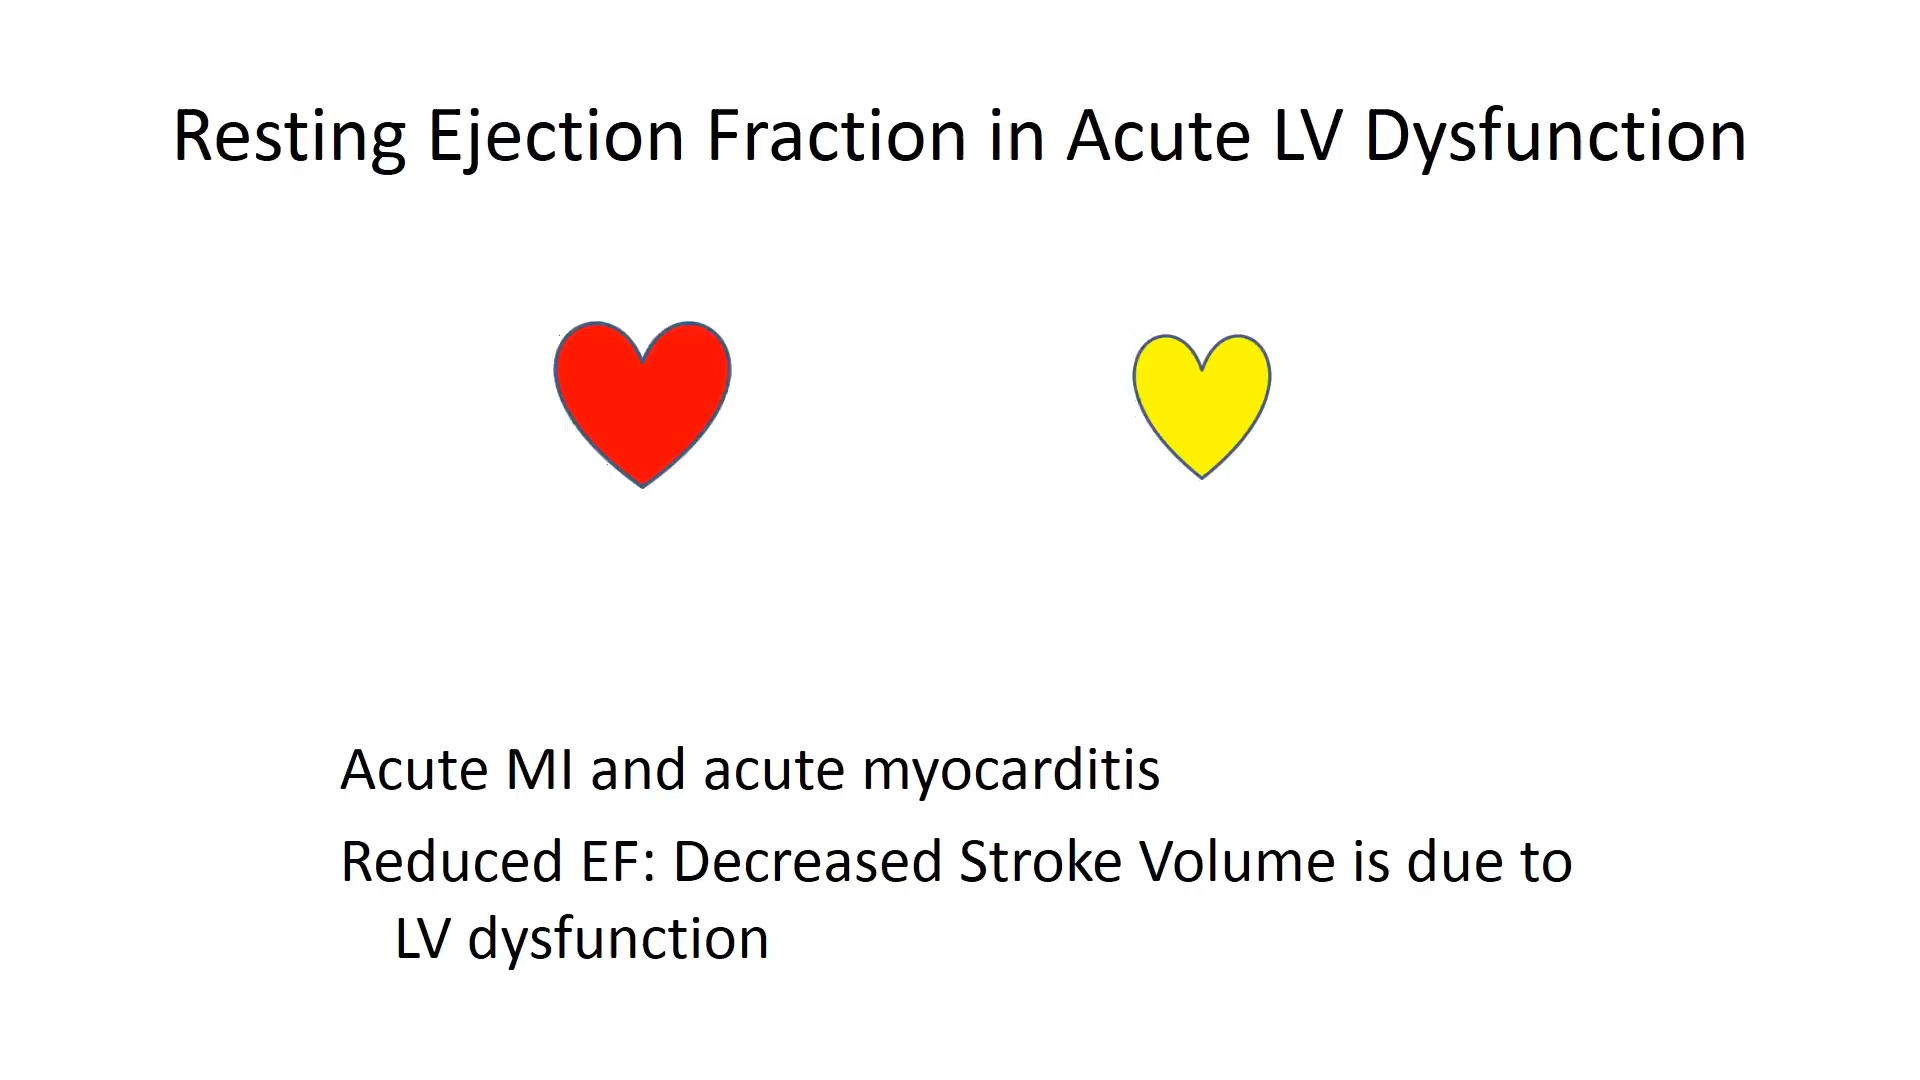 Resting Ejection Fraction in Acute LV Dysfunction
Acute MI and acute myocarditis
Reduced EF: Decreased Stroke Volume is due to
LV dysfunction